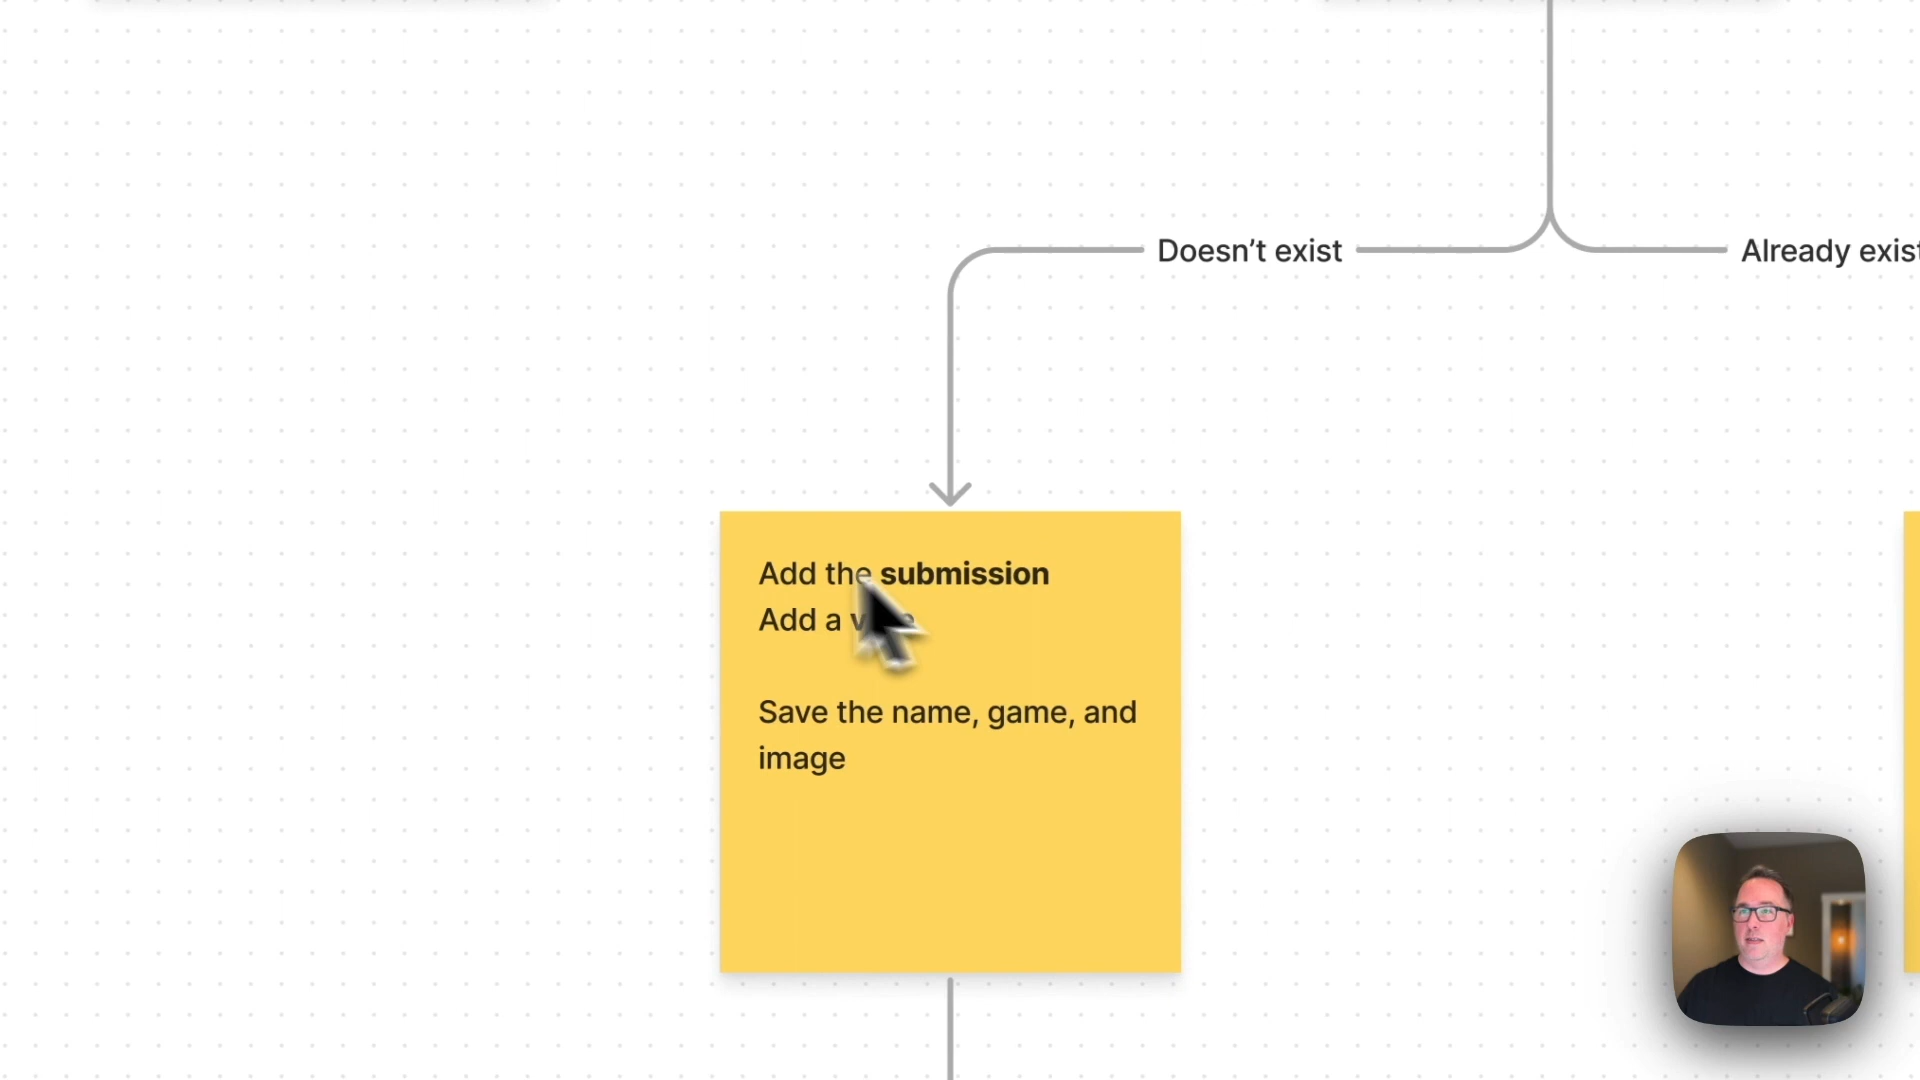 Doesn’t exist
Already exist
Add the submission
Add a
Save the name, game, and
image